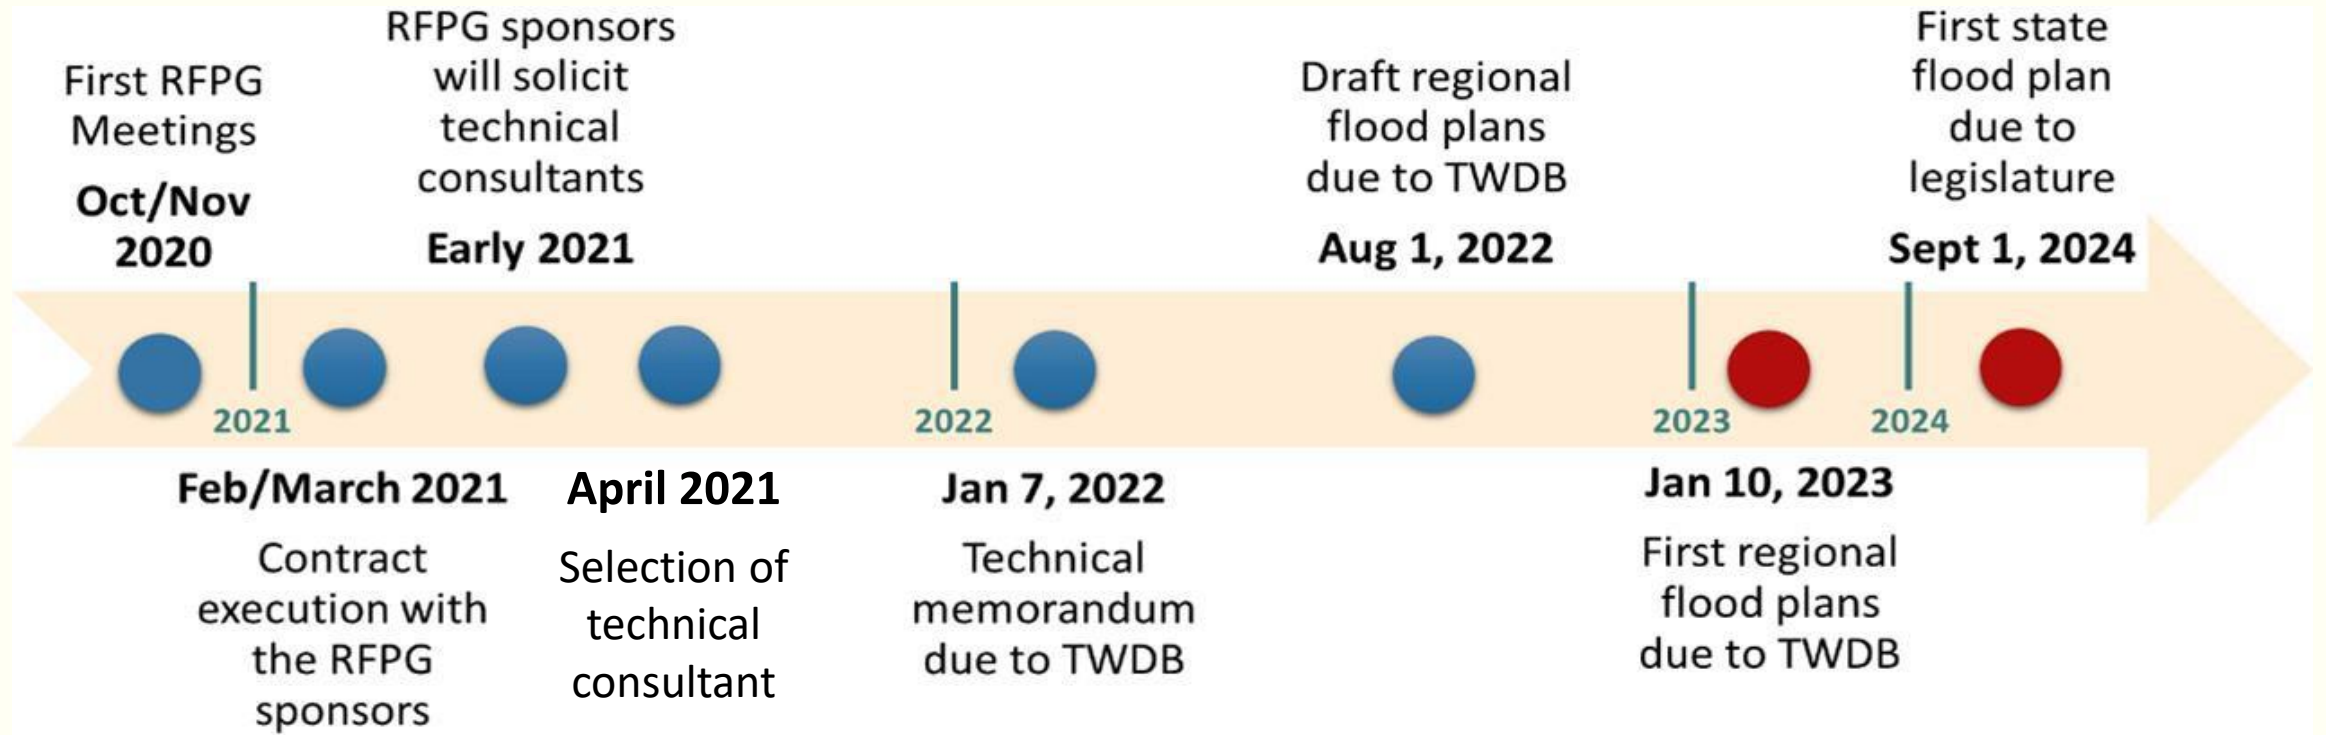 First RFPG
Meetings
Oct/Nov
2020
RFPG sponsors
will solicit
technical
consultants
Early 2021
Draft regional
flood plans
due to TWDB
Aug 1, 2022
First state
flood plan
due to
legislature
Sept 1, 2024
2021
2022
2023
2024
Feb/March 2021
Contract
execution with
the RFPG
sponsors
April 2021
Selection of
technical
consultant
Jan 7, 2022
Technical
memorandum
due to TWDB
Jan 10, 2023
First regional
flood plans
due to TWDB